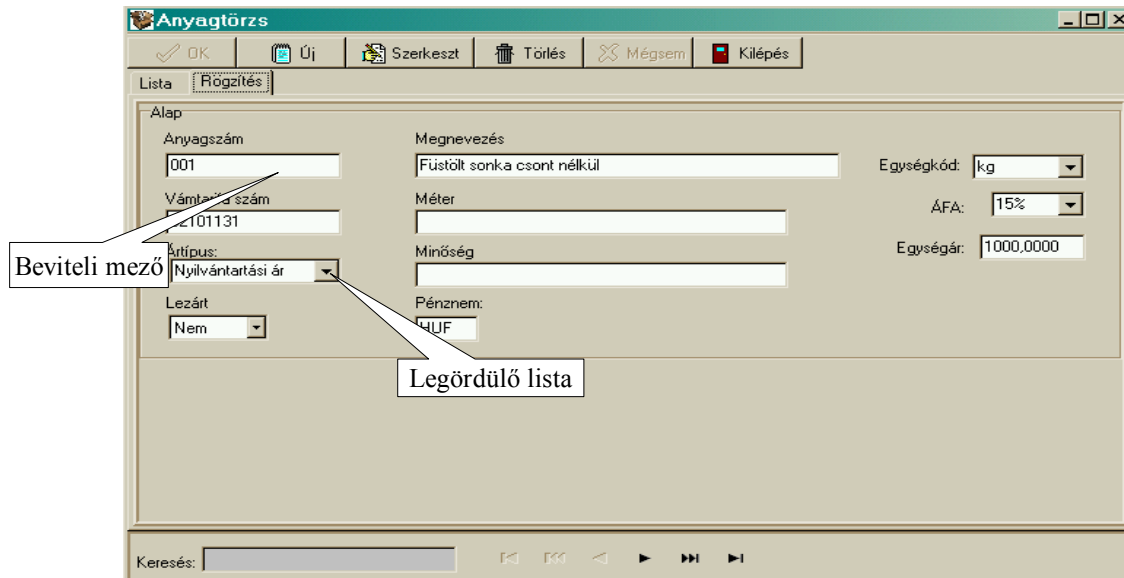 Anyagtörzs
OK Új Szerkeszt Törlés Mégsem Kilépés
Lista Rögzítés
Alap
Anyagszám Megnevezés
001 Füstölt sonka csont nélkül Egységkód: kg
Vámtarifa szám Méter ÁFA: 15%
02101131
Ártípus: Minőség Egységár: 1000,0000
Beviteli mező
Nyilvántartási ár
Lezárt Pénznem:
Nem HUF
Legördülő lista
Keresés: